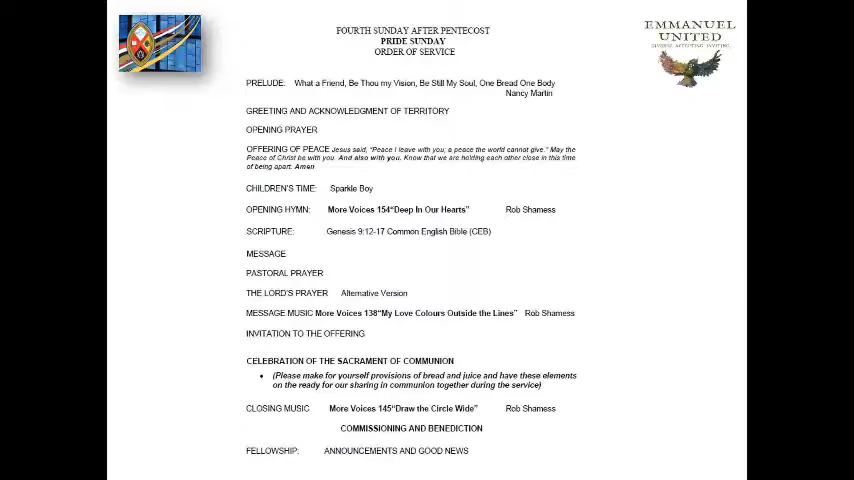 FOURTH SUNDAY AFTER PENTECOST
PRIDE SUNDAY
ORDER OF SERVICE
EMMANUEL
UNITED
DIVERSE. ACCEPTING. INVITING.
PRELUDE: What a Friend, Be Thou my Vision, Be Still My Soul, One Bread One Body
Nancy Martin
GREETING AND ACKNOWLEDGMENT OF TERRITORY
OPENING PRAYER
OFFERING OF PEACE Jesus said, "Peace I leave with you; a peace the world cannot give." May the
Peace of Christ be with you. And also with you. Know that we are holding each other close in this time
of being apart. Amen
CHILDREN'S TIME: Sparkle Boy
OPENING HYMN: More Voices 154"Deep In Our Hearts" Rob Shamess
SCRIPTURE: Genesis 9:12-17 Common English Bible (CEB)
MESSAGE
PASTORAL PRAYER
THE LORD'S PRAYER Alternative Version
MESSAGE MUSIC More Voices 138"My Love Colours Outside the Lines" Rob Shamess
INVITATION TO THE OFFERING
CELEBRATION OF THE SACRAMENT OF COMMUNION
• (Please make for yourself provisions of bread and juice and have these elements
on the ready for our sharing in communion together during the service)
CLOSING MUSIC More Voices 145"Draw the Circle Wide" Rob Shamess
COMMISSIONING AND BENEDICTION
FELLOWSHIP: ANNOUNCEMENTS AND GOOD NEWS